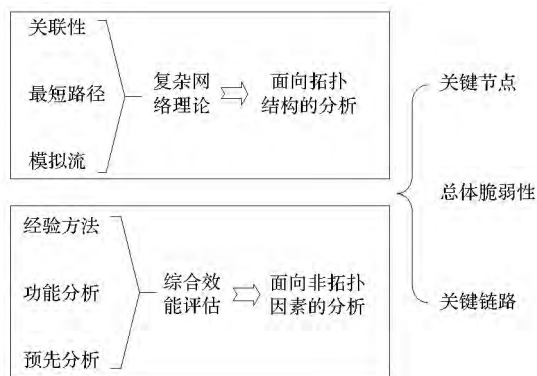 关联性
最短路径
模拟流
复杂网
络理论
面向拓扑
结构的分析
经验方法
功能分析
预先分析
综合效
能评估
面向非拓扑
因素的分析
关键节点
总体脆弱性
关键链路